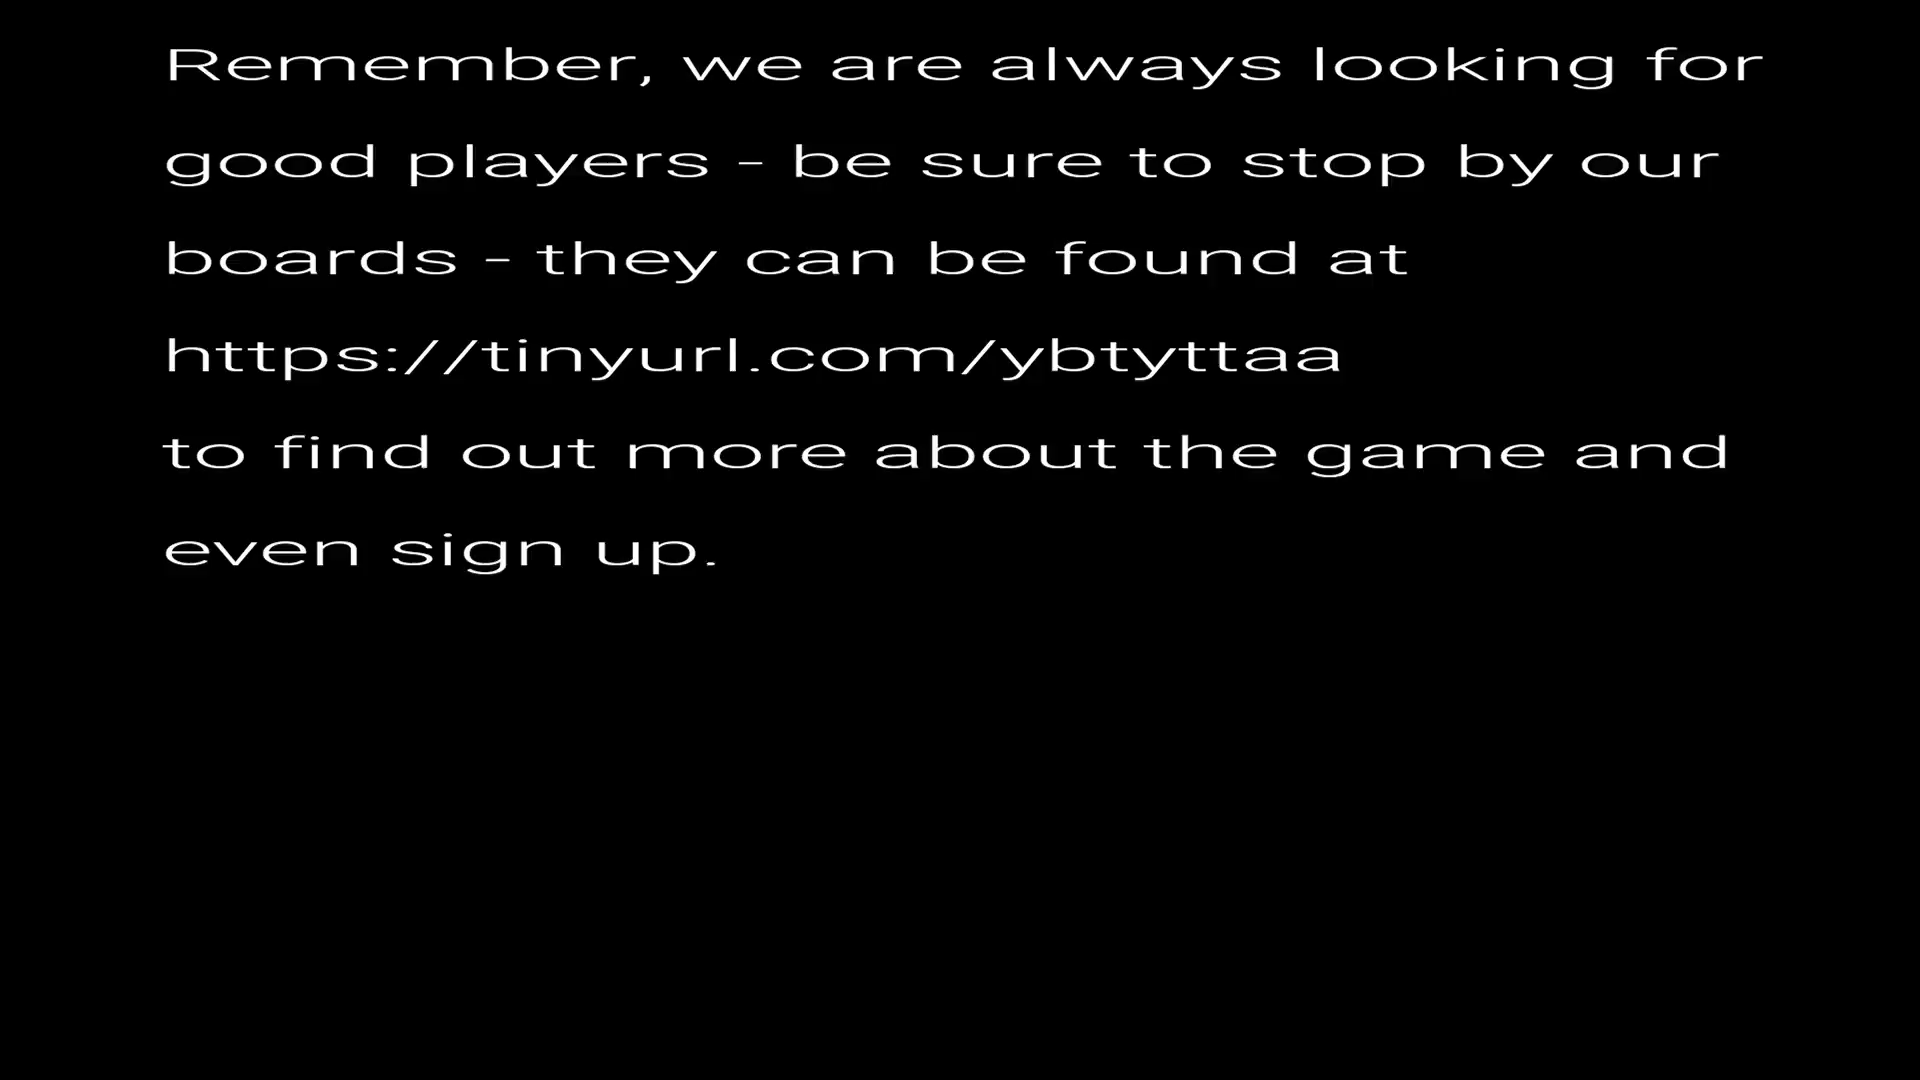 Remember, we are always looking for
good players - be sure to stop by our
boards - they can be found at
https://tinyurl.com/ybtyttaa
to find out more about the game and
even sign up.